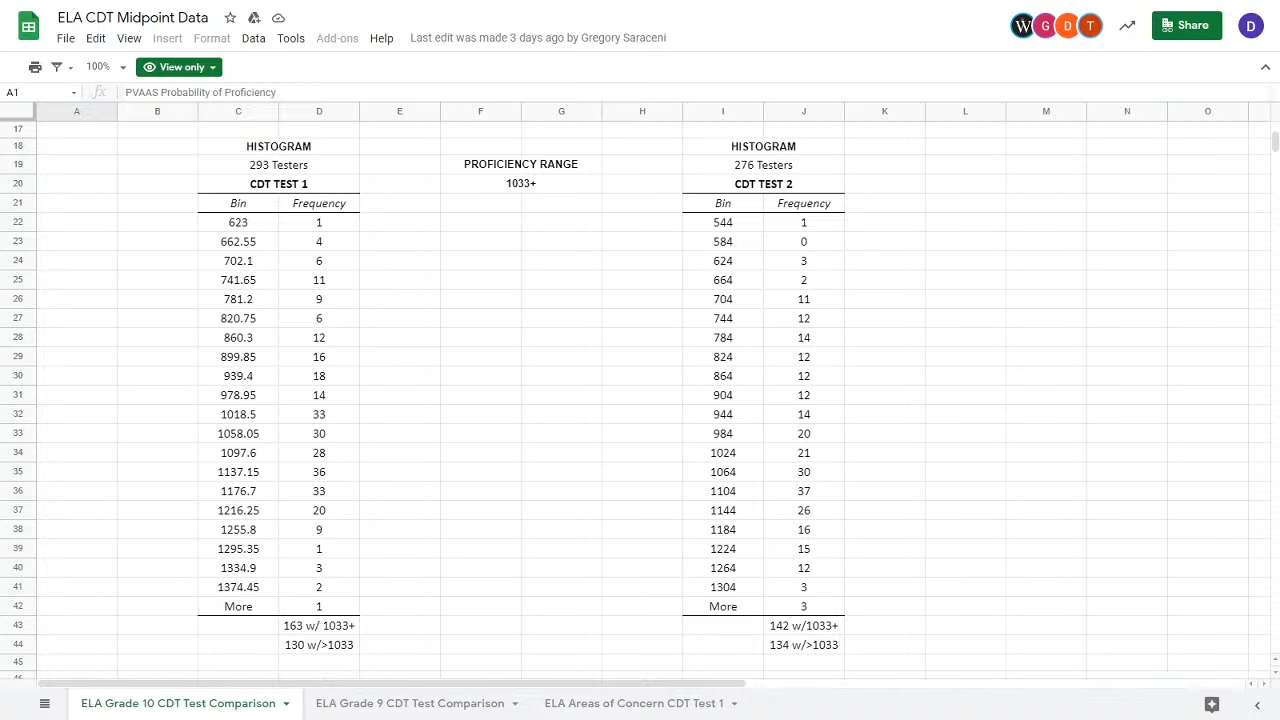 ELA CDT Midpoint Data
File Edit View Insert Format Data Tools Add-ons Help Last edit was made 3 days ago by Gregory Saraceni
W G D T
Share
D
100% View only
A1 fx PVAAS Probability of Proficiency
A B C D E F G H I J K L M N O
17
18 HISTOGRAM HISTOGRAM
19 293 Testers PROFICIENCY RANGE 276 Testers
20 CDT TEST 1 1033+ CDT TEST 2
21 Bin Frequency Bin Frequency
22 623 1 544 1
23 662.55 4 584 0
24 702.1 6 624 3
25 741.65 11 664 2
26 781.2 9 704 11
27 820.75 6 744 12
28 860.3 12 784 14
29 899.85 16 824 12
30 939.4 18 864 12
31 978.95 14 904 12
32 1018.5 33 944 14
33 1058.05 30 984 20
34 1097.6 28 1024 21
35 1137.15 36 1064 30
36 1176.7 33 1104 37
37 1216.25 20 1144 26
38 1255.8 9 1184 16
39 1295.35 1 1224 15
40 1334.9 3 1264 12
41 1374.45 2 1304 3
42 More 1 More 3
43 163 w/ 1033+ 142 w/1033+
44 130 w/>1033 134 w/>1033
45
ELA Grade 10 CDT Test Comparison ELA Grade 9 CDT Test Comparison ELA Areas of Concern CDT Test 1